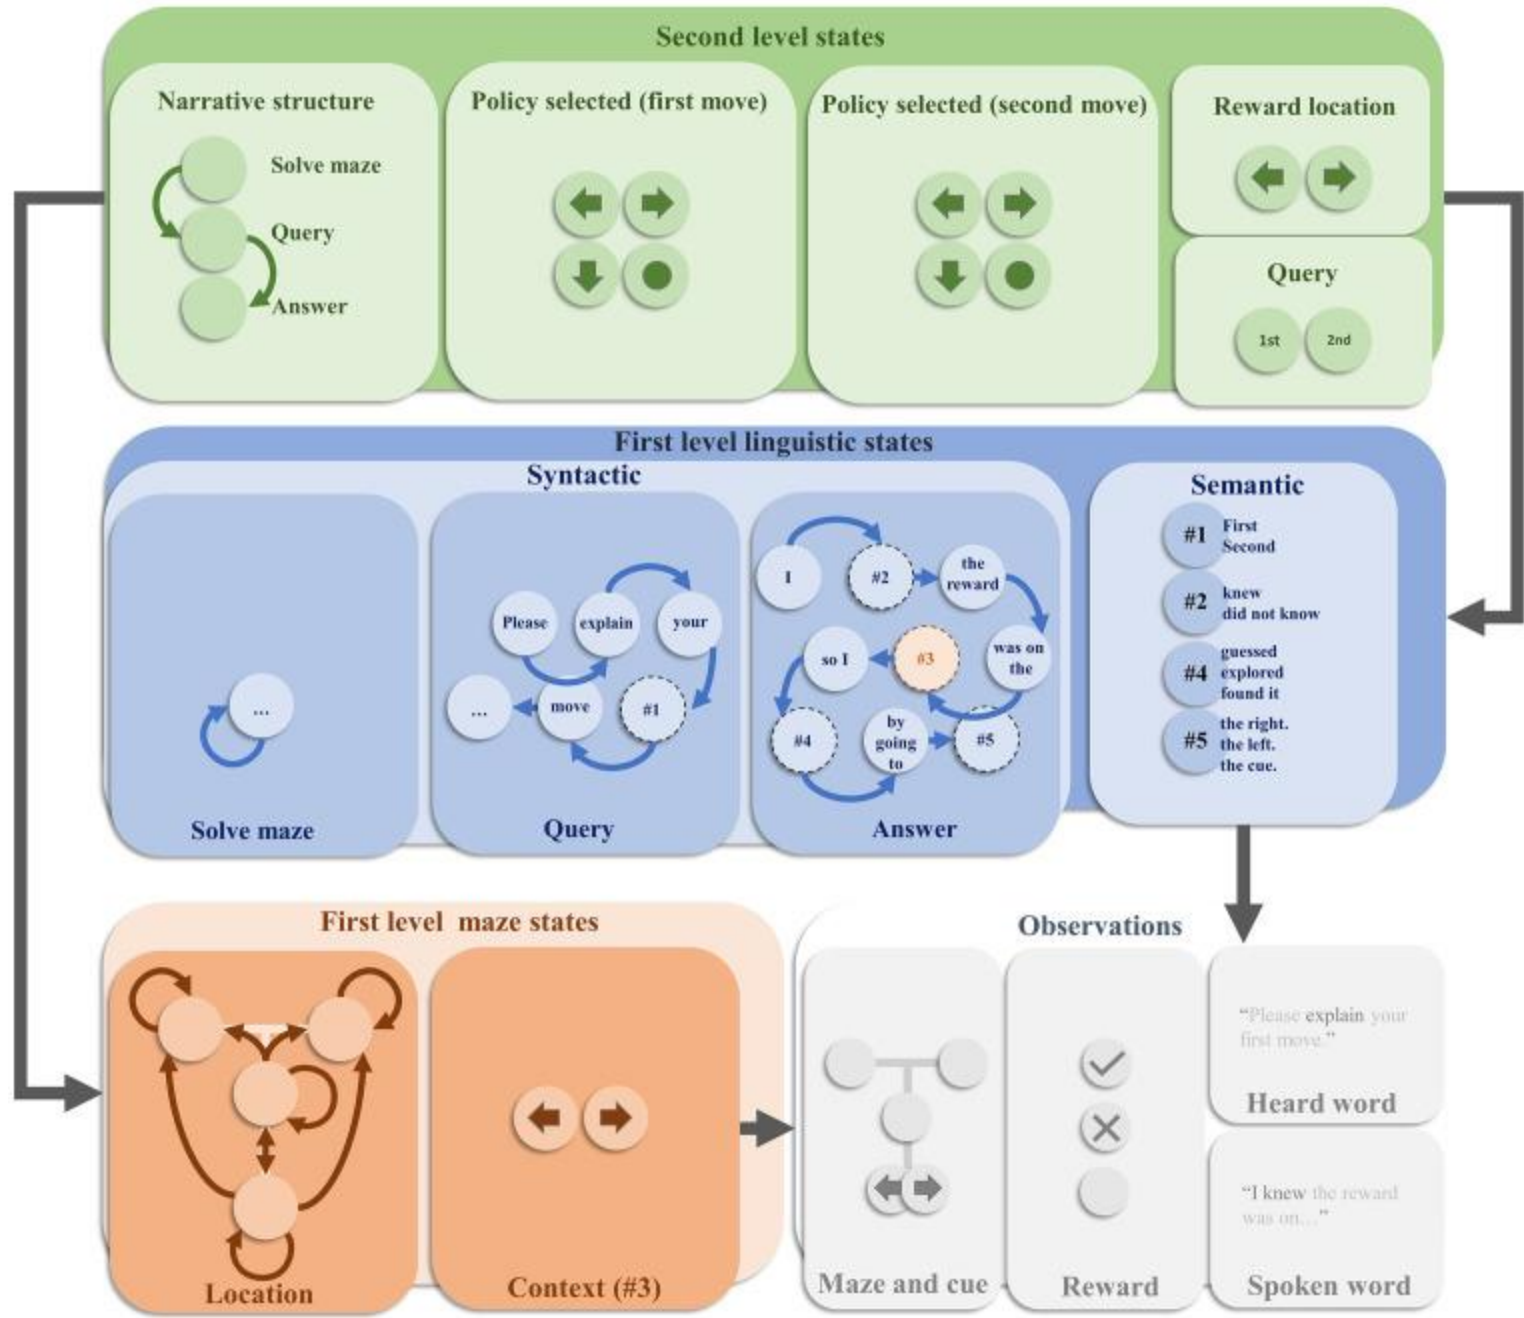 Second level states
Narrative structure
Solve maze
Query
Answer
Policy selected (first move)
Policy selected (second move)
Reward location
Query
1st
2nd
First level linguistic states
Syntactic
...
Solve maze
Please
explain
your
#1
move
...
Query
I
#2
the
reward
was on
the
#3
so I
#4
by
going
to
#5
Answer
Semantic
#1
First
Second
#2
knew
did not know
#4
guessed
explored
found it
#5
the right.
the left.
the cue.
First level maze states
Location
Context (#3)
Observations
Maze and cue
Reward
“Please explain your
first move.”
Heard word
“I knew the reward
was on...”
Spoken word